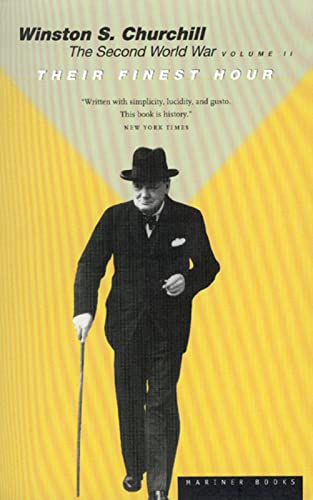 Winston S. Churchill
The Second World War VOLUME II
THEIR FINEST HOUR
"Written with simplicity, lucidity, and gusto.
This book is history."
NEW YORK TIMES
MARINER BOOKS